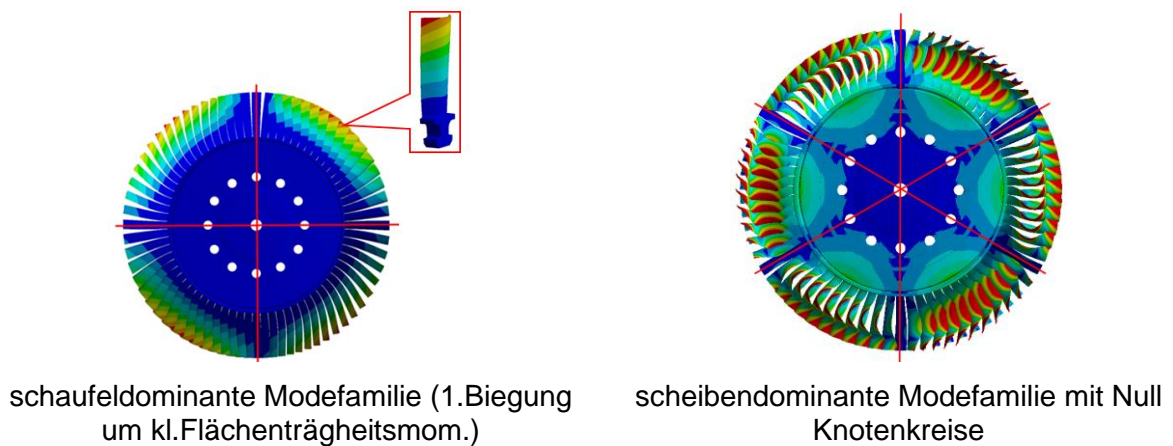 schaufeldominante Modefamilie (1.Biegung
um kl.Flächenträgheitsmom.)
scheibendominante Modefamilie mit Null
Knotenkreise